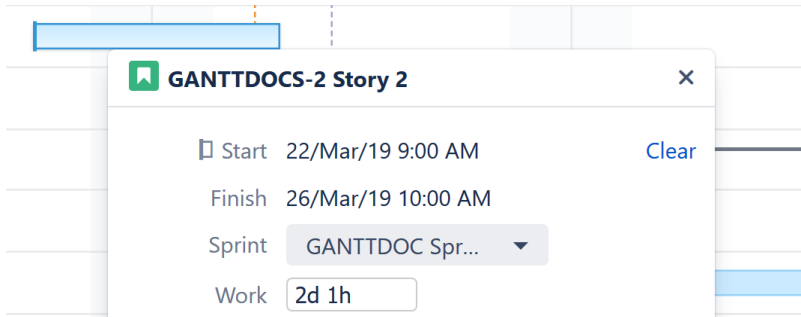 GANTTDOCS-2 Story 2
Start 22/Mar/19 9:00 AM Clear
Finish 26/Mar/19 10:00 AM
Sprint GANTTDOC Spr...
Work 2d 1h